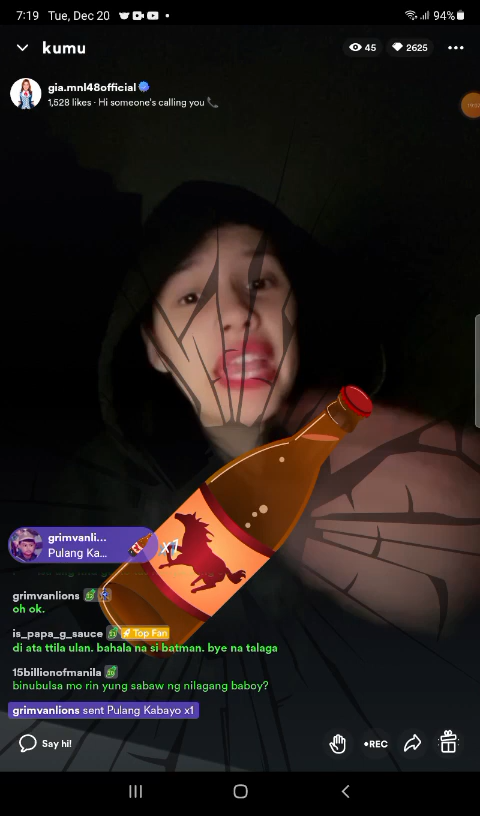 7:19 Tue, Dec 20 94%
kumu 45 2625
gia.mnl48official
1,528 likes · Hi someone's calling you
grimvanli...
Pulang Ka... x1
grimvanlions
oh ok.
is_papa_g_sauce Top Fan
di ata ttila ulan. bahala na si batman. bye na talaga
15billionofmanila
binubulsa mo rin yung sabaw ng nilagang baboy?
grimvanlions sent Pulang Kabayo x1
Say hi! •REC